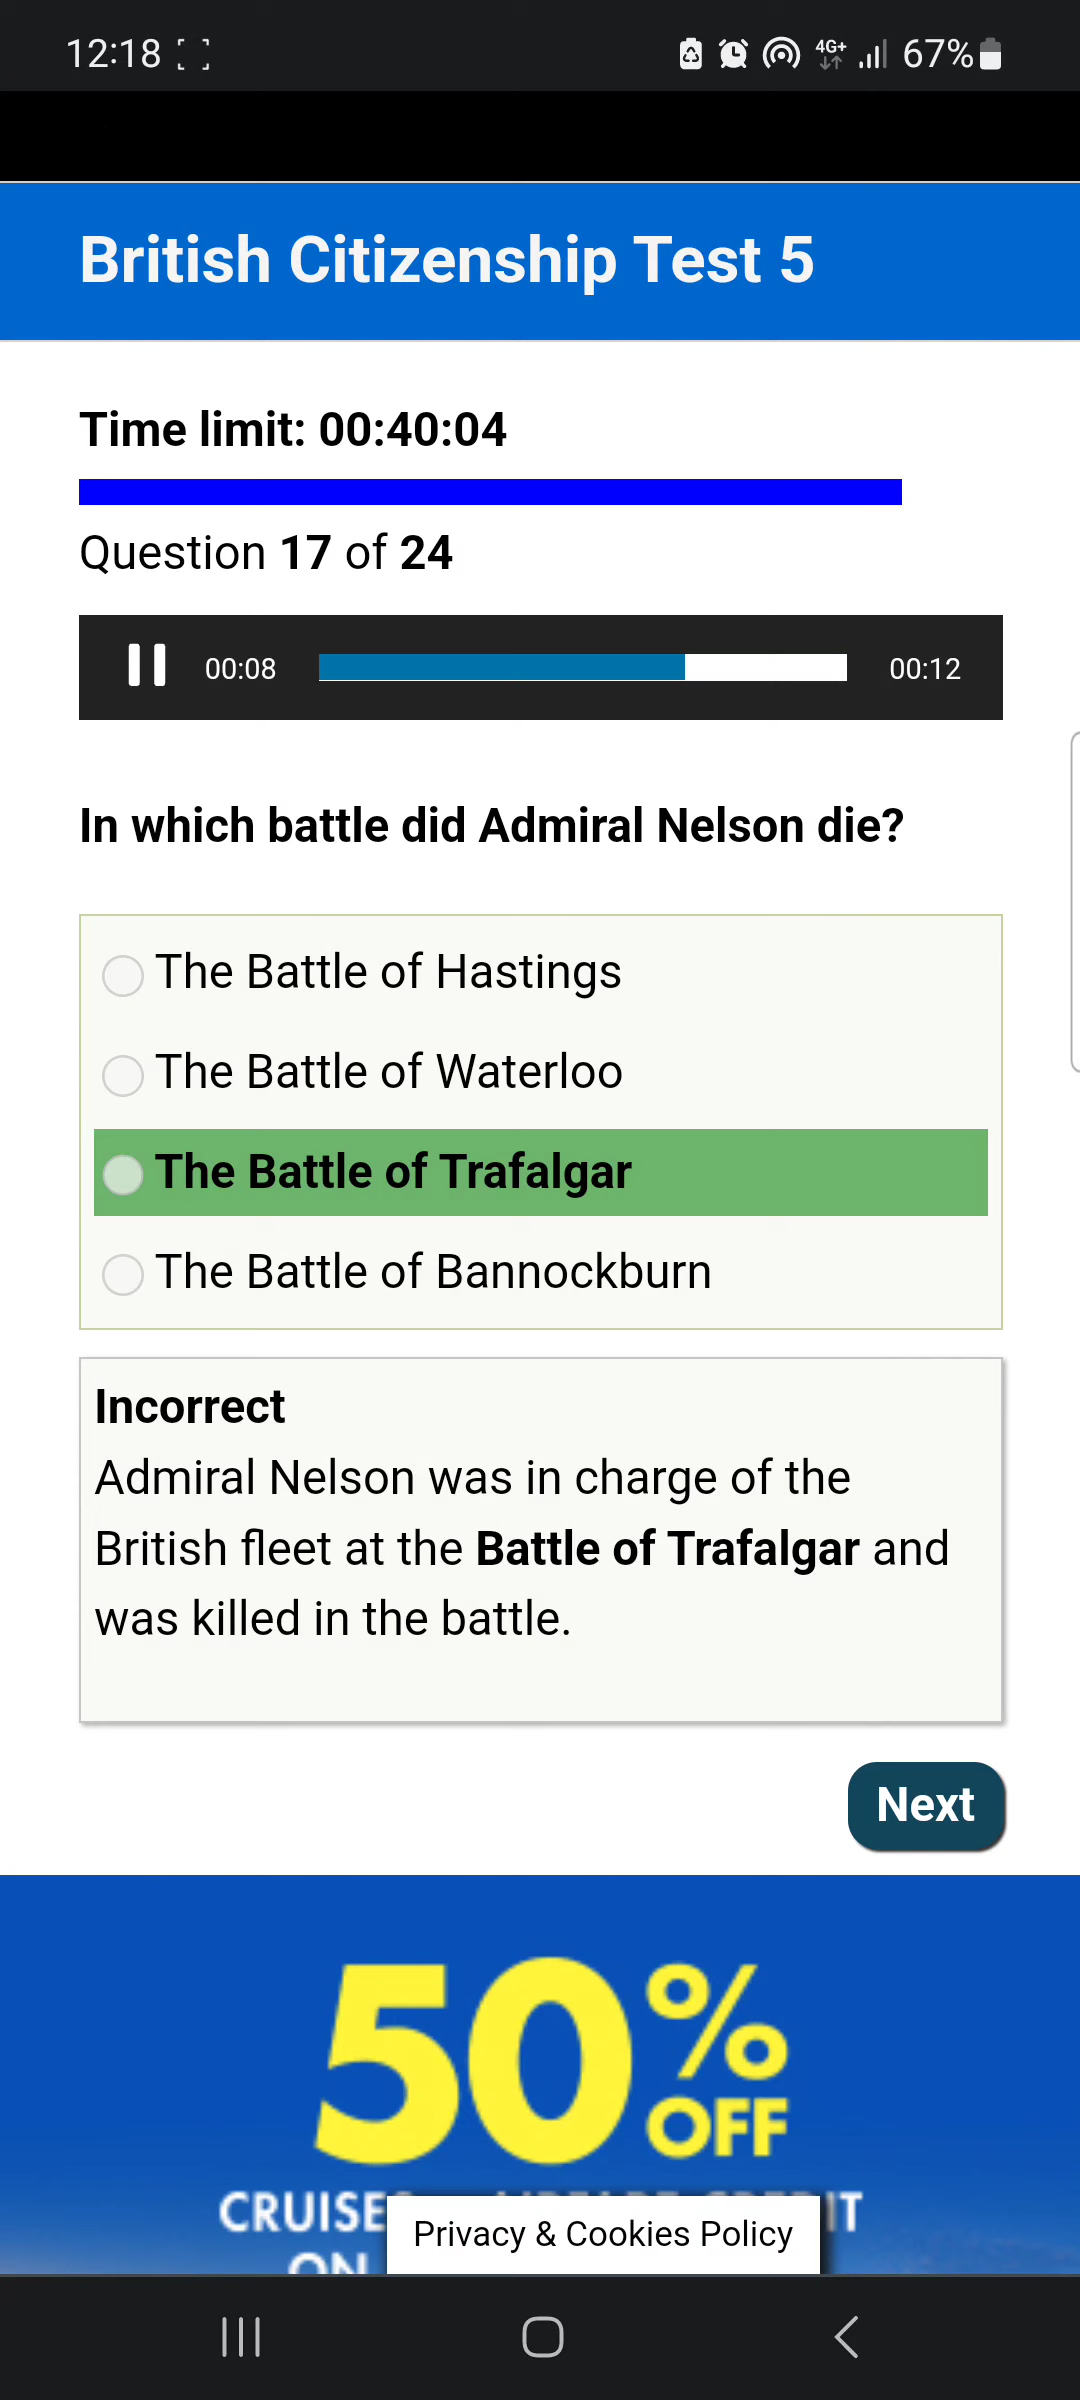 12:18
4G+
67%
British Citizenship Test 5
Time limit: 00:40:04
Question 17 of 24
00:08
00:12
In which battle did Admiral Nelson die?
The Battle of Hastings
The Battle of Waterloo
The Battle of Trafalgar
The Battle of Bannockburn
Incorrect
Admiral Nelson was in charge of the
British fleet at the Battle of Trafalgar and
was killed in the battle.
Next
50%
OFF
Privacy & Cookies Policy